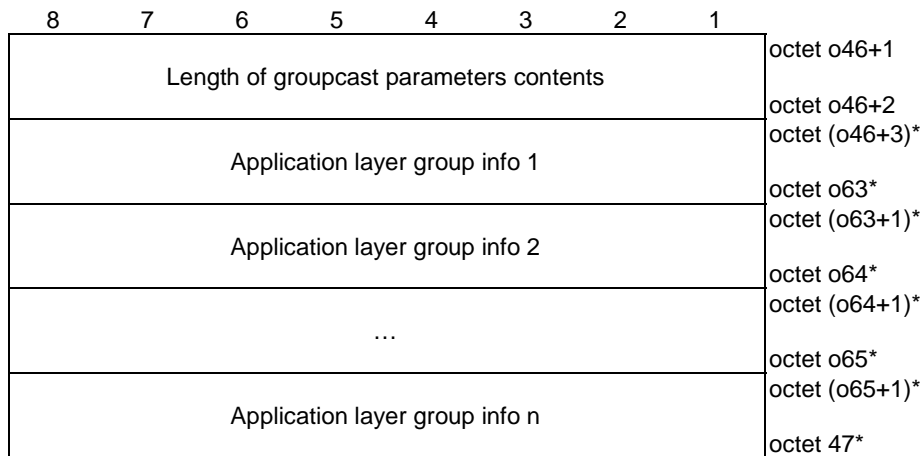 8 7 6 5 4 3 2 1
Length of groupcast parameters contents
octet o46+1
octet o46+2
Application layer group info 1
octet (o46+3)*
octet o63*
Application layer group info 2
octet (o63+1)*
octet o64*
…
octet (o64+1)*
octet o65*
Application layer group info n
octet (o65+1)*
octet 47*